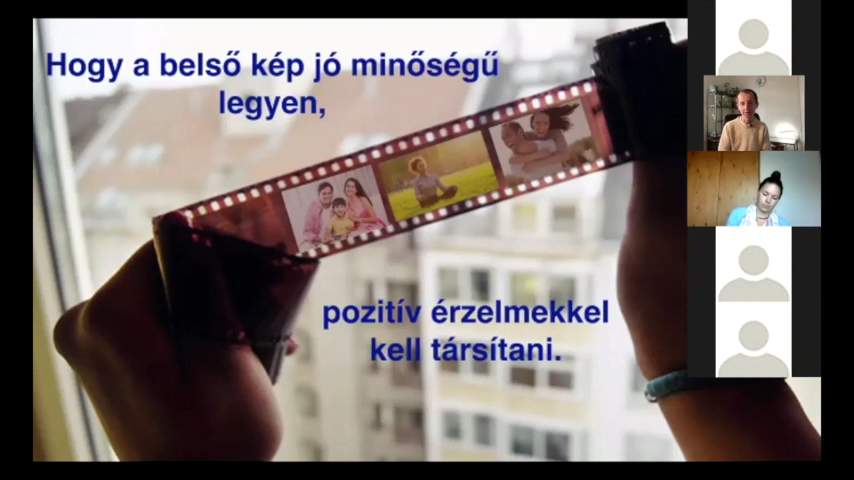 Hogy a belső kép jó minőségű
legyen,
pozitív érzelmekkel
kell társítani.